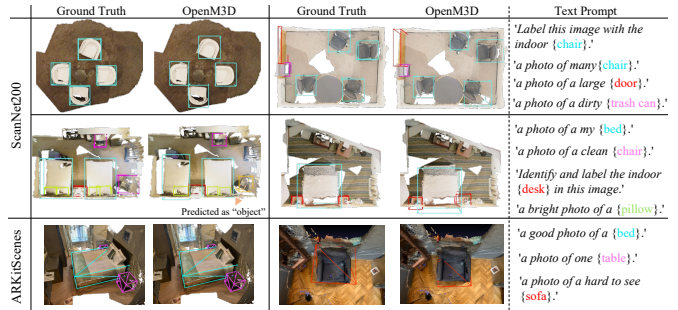 Ground Truth OpenM3D Ground Truth OpenM3D Text Prompt
ScanNet200
'Label this image with the
indoor {chair}.'
'a photo of many{chair}.'
'a photo of a large {door}.'
'a photo of a dirty {trash can}.'
'a photo of a my {bed}.'
'a photo of a clean {chair}.'
'Identify and label the indoor
{desk} in this image.'
'a bright photo of a {pillow}.'
Predicted as "object"
ARKitScenes
'a good photo of a {bed}.'
'a photo of one {table}.'
'a photo of a hard to see
{sofa}.'